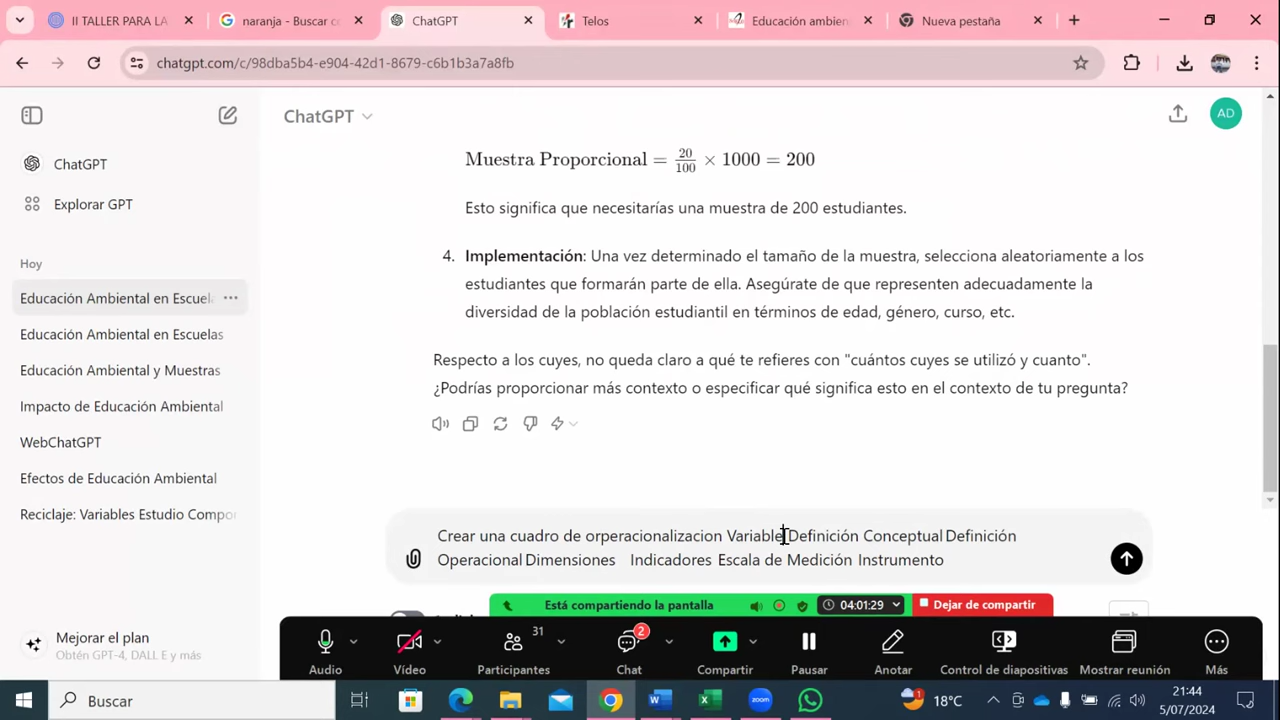 II TALLER PARA LA
naranja - Buscar co
ChatGPT
Telos
Educación ambien
Nueva pestaña
chatgpt.com/c/98dba5b4-e904-42d1-8679-c6b1b3a7a8fb
ChatGPT
AD
ChatGPT
Explorar GPT
Hoy
Educación Ambiental en Escuela
Educación Ambiental en Escuelas
Educación Ambiental y Muestras
Impacto de Educación Ambiental
WebChatGPT
Efectos de Educación Ambiental
Reciclaje: Variables Estudio Compo
Mejorar el plan
Obtén GPT-4, DALL E y más
Muestra Proporcional = 20/100 × 1000 = 200
Esto significa que necesitarías una muestra de 200 estudiantes.
4. Implementación: Una vez determinado el tamaño de la muestra, selecciona aleatoriamente a los
estudiantes que formarán parte de ella. Asegúrate de que representen adecuadamente la
diversidad de la población estudiantil en términos de edad, género, curso, etc.
Respecto a los cuyes, no queda claro a qué te refieres con "cuántos cuyes se utilizó y cuanto".
¿Podrías proporcionar más contexto o especificar qué significa esto en el contexto de tu pregunta?
Crear una cuadro de orperacionalizacion Variable Definición Conceptual Definición
Operacional Dimensiones Indicadores Escala de Medición Instrumento
Está compartiendo la pantalla
04:01:29
Dejar de compartir
31
2
Audio
Vídeo
Participantes
Chat
Compartir
Pausar
Anotar
Control de diapositivas
Mostrar reunión
Más
Buscar
18°C
21:44
5/07/2024